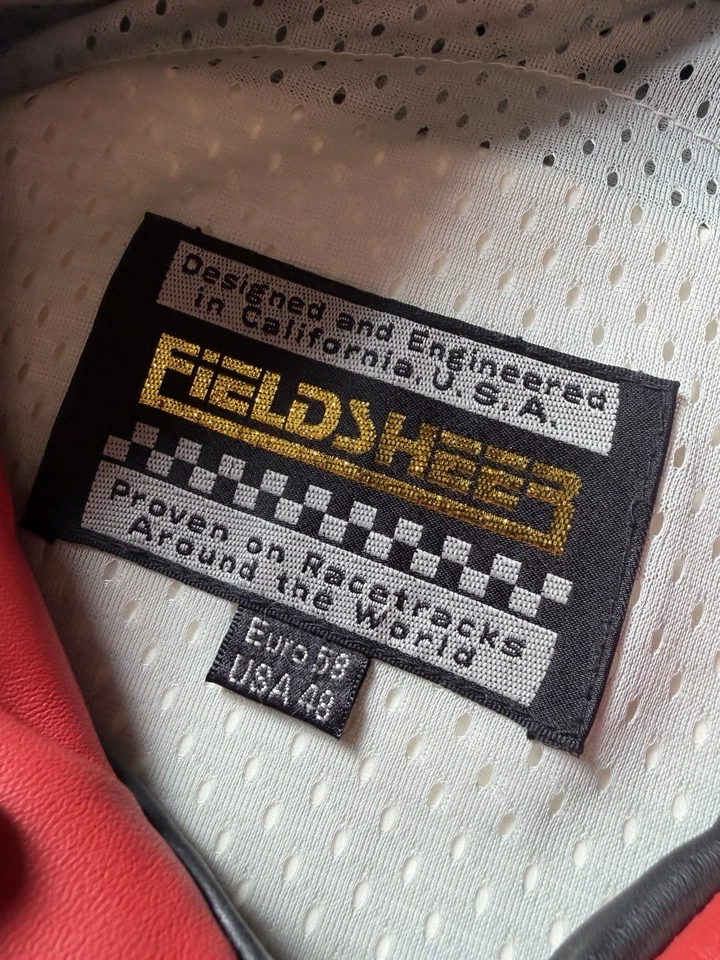 Designed and Engineered
in California, U.S.A.
FiELDSHEER
Proven on Racetracks
Around the World
Euro 58
USA 48